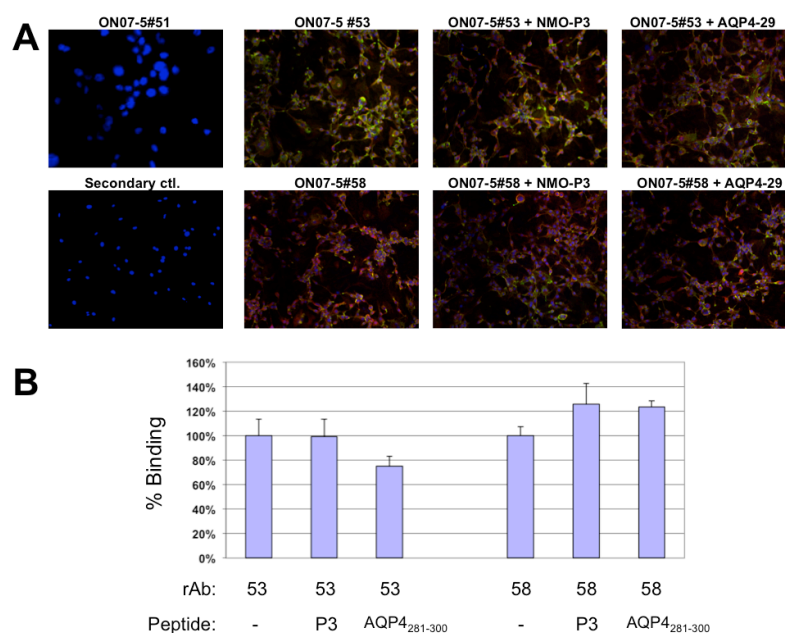 A
ON07-5#51
ON07-5 #53
ON07-5#53 + NMO-P3
ON07-5#53 + AQP4-29
Secondary ctl.
ON07-5#58
ON07-5#58 + NMO-P3
ON07-5#58 + AQP4-29
B
% Binding
160%
140%
120%
100%
80%
60%
40%
20%
0%
rAb: 53 53 53 58 58 58
Peptide: - P3 AQP4281-300 - P3 AQP4281-300